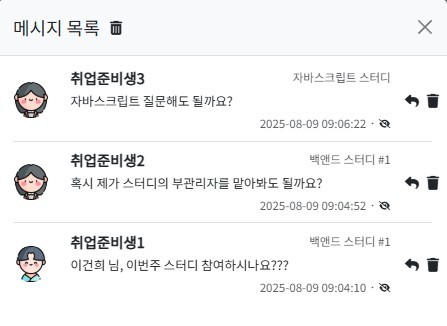 메시지 목록
취업준비생3 자바스크립트 스터디
자바스크립트 질문해도 될까요?
2025-08-09 09:06:22 ·
취업준비생2 백앤드 스터디 #1
혹시 제가 스터디의 부관리자를 맡아봐도 될까요?
2025-08-09 09:04:52 ·
취업준비생1 백앤드 스터디 #1
이건희 님, 이번주 스터디 참여하시나요???
2025-08-09 09:04:10 ·